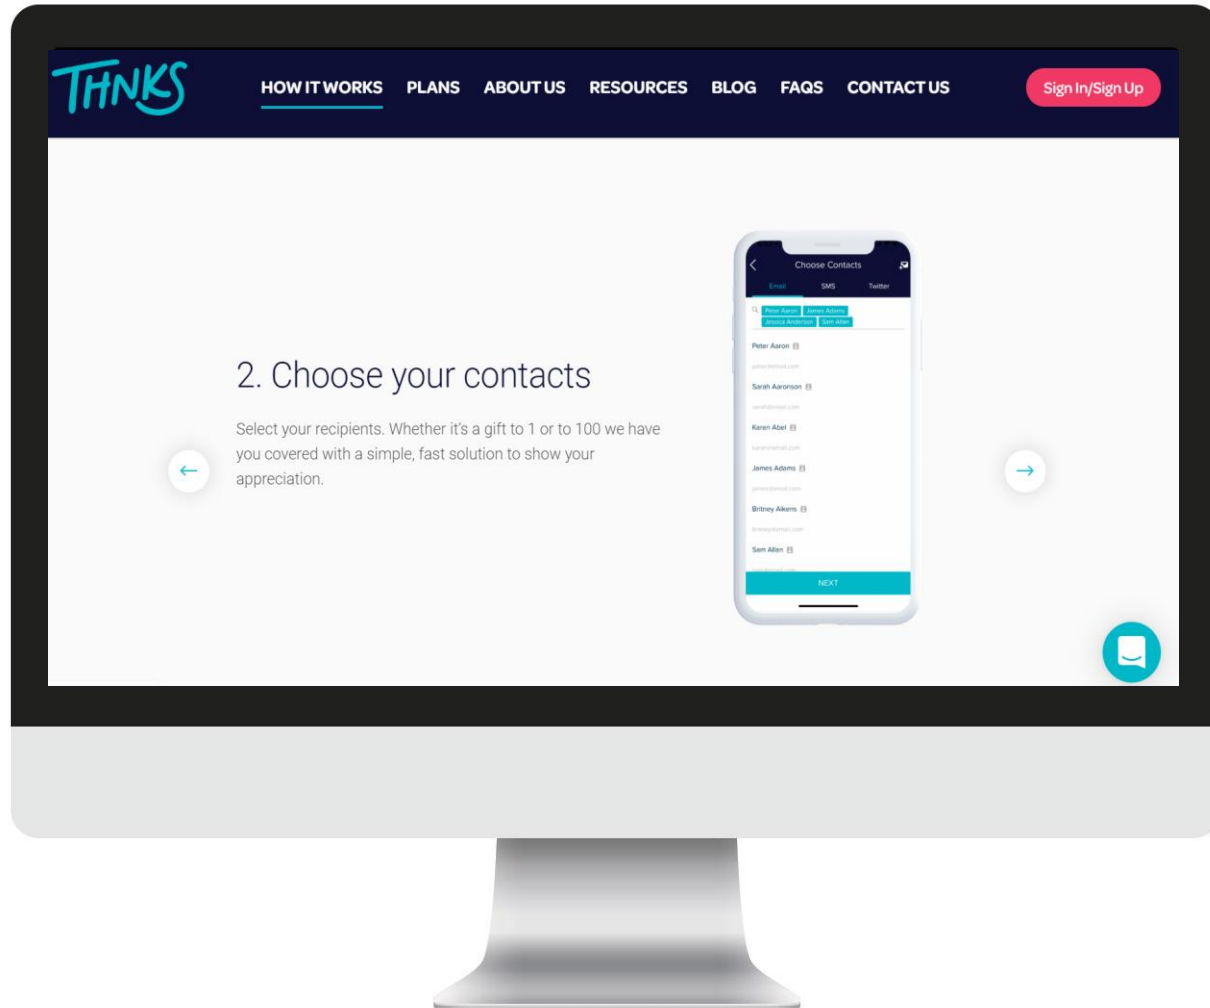 THNKS
HOW IT WORKS PLANS ABOUT US RESOURCES BLOG FAQS CONTACT US Sign In/Sign Up
2. Choose your contacts
Select your recipients. Whether it's a gift to 1 or to 100 we have
you covered with a simple, fast solution to show your
appreciation.
Choose Contacts
Email SMS Twitter
Peter Aaron James Adams
Jessica Anderson Sam Allan
Peter Aaron
Sarah Aaronson
Karen Abel
James Adams
Britney Aikens
Sam Allen
NEXT